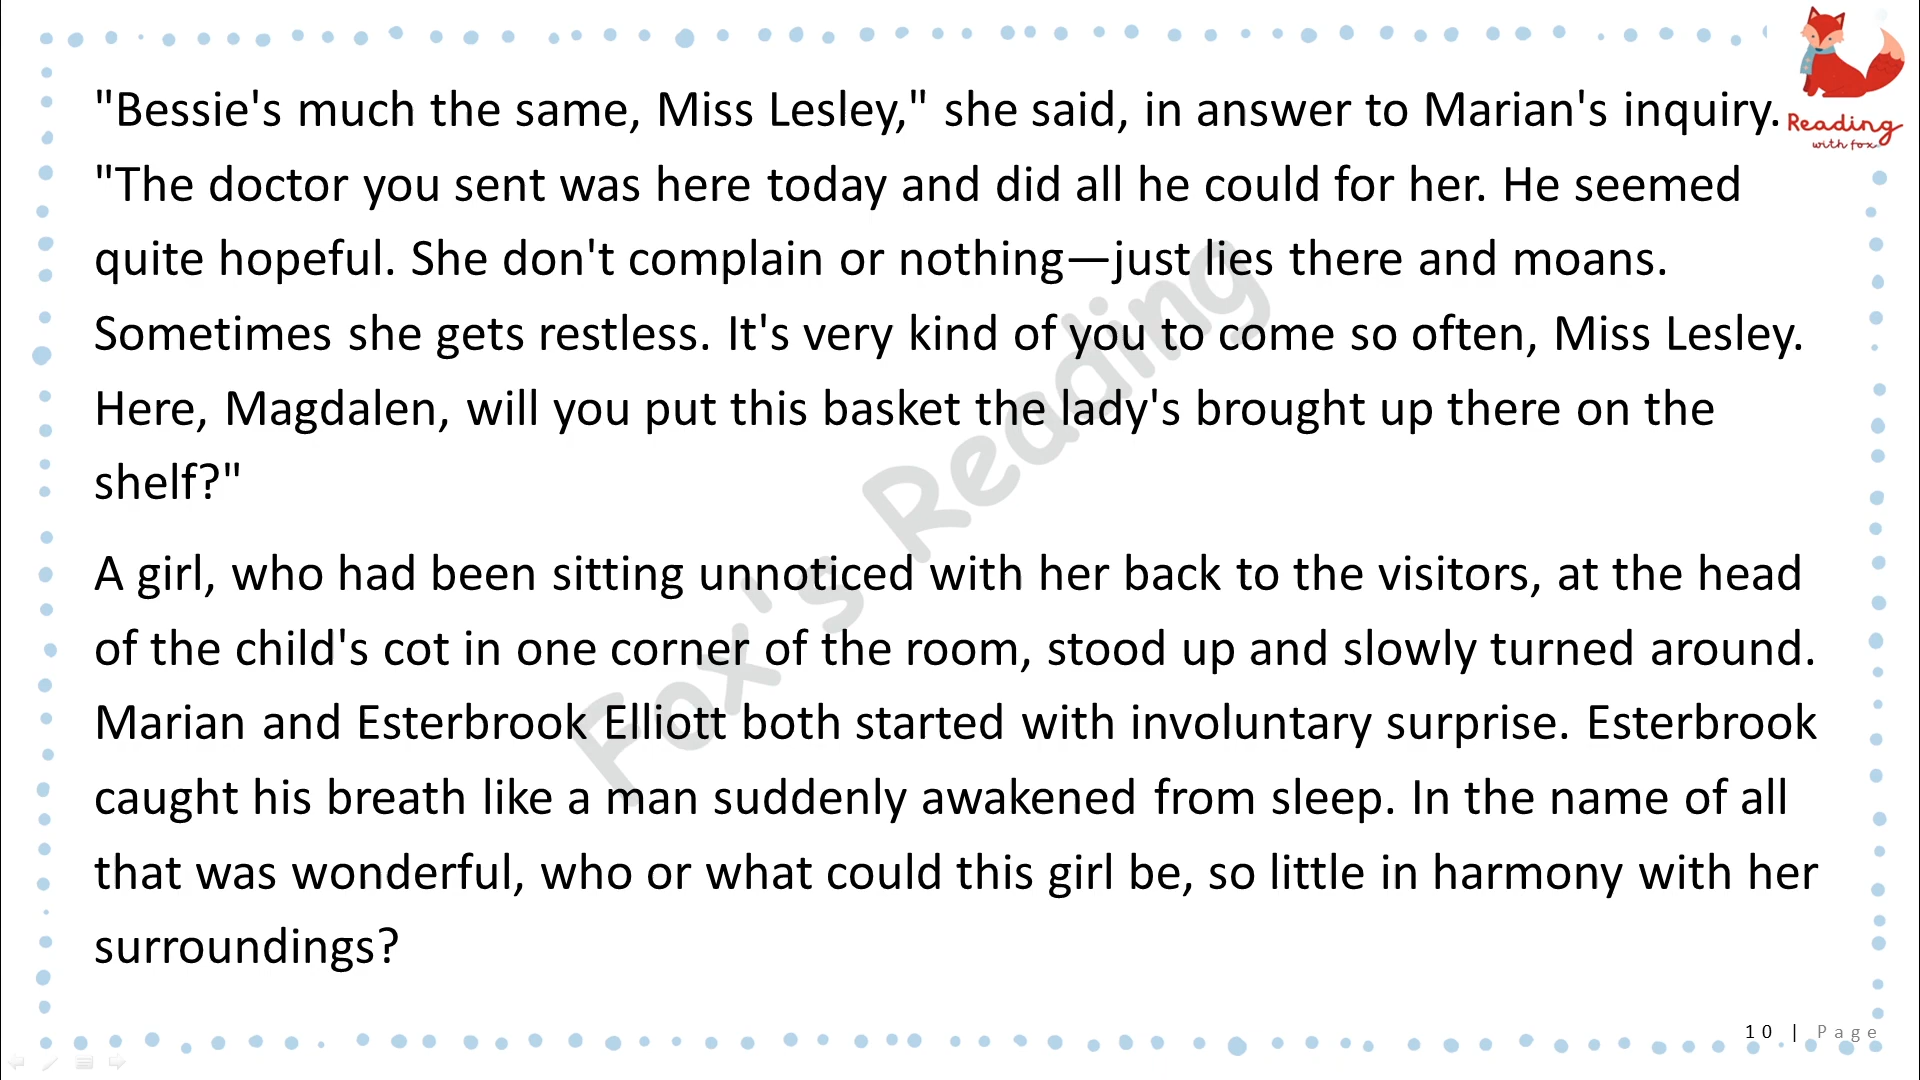 "Bessie's much the same, Miss Lesley," she said, in answer to Marian's inquiry.
"The doctor you sent was here today and did all he could for her. He seemed
quite hopeful. She don't complain or nothing—just lies there and moans.
Sometimes she gets restless. It's very kind of you to come so often, Miss Lesley.
Here, Magdalen, will you put this basket the lady's brought up there on the
shelf?"
A girl, who had been sitting unnoticed with her back to the visitors, at the head
of the child's cot in one corner of the room, stood up and slowly turned around.
Marian and Esterbrook Elliott both started with involuntary surprise. Esterbrook
caught his breath like a man suddenly awakened from sleep. In the name of all
that was wonderful, who or what could this girl be, so little in harmony with her
surroundings?
Reading
with fox
Fox's Reading
10 | Page